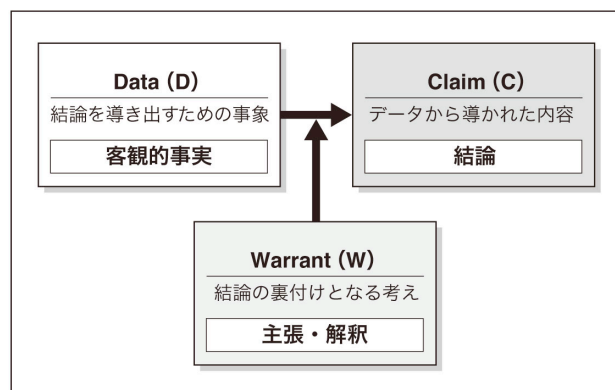 Data (D)
結論を導き出すための事象
客観的事実
Claim (C)
データから導かれた内容
結論
Warrant (W)
結論の裏付けとなる考え
主張・解釈